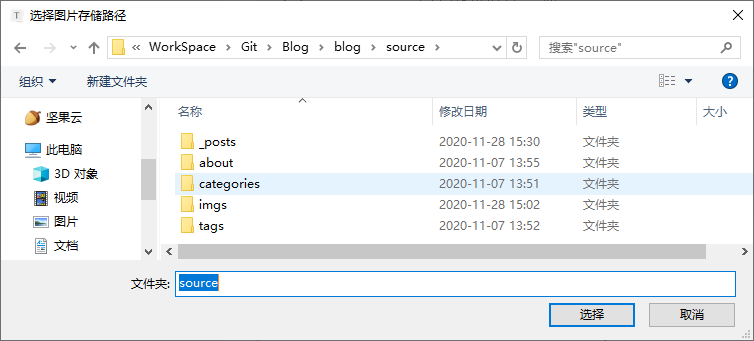 选择图片存储路径
« WorkSpace › Git › Blog › blog › source ›
搜索"source"
组织 新建文件夹
名称 修改日期 类型 大小
坚果云
此电脑
3D 对象
视频
图片
文档
_posts 2020-11-28 15:30 文件夹
about 2020-11-07 13:55 文件夹
categories 2020-11-07 13:51 文件夹
imgs 2020-11-28 15:02 文件夹
tags 2020-11-07 13:52 文件夹
文件夹: source
选择 取消